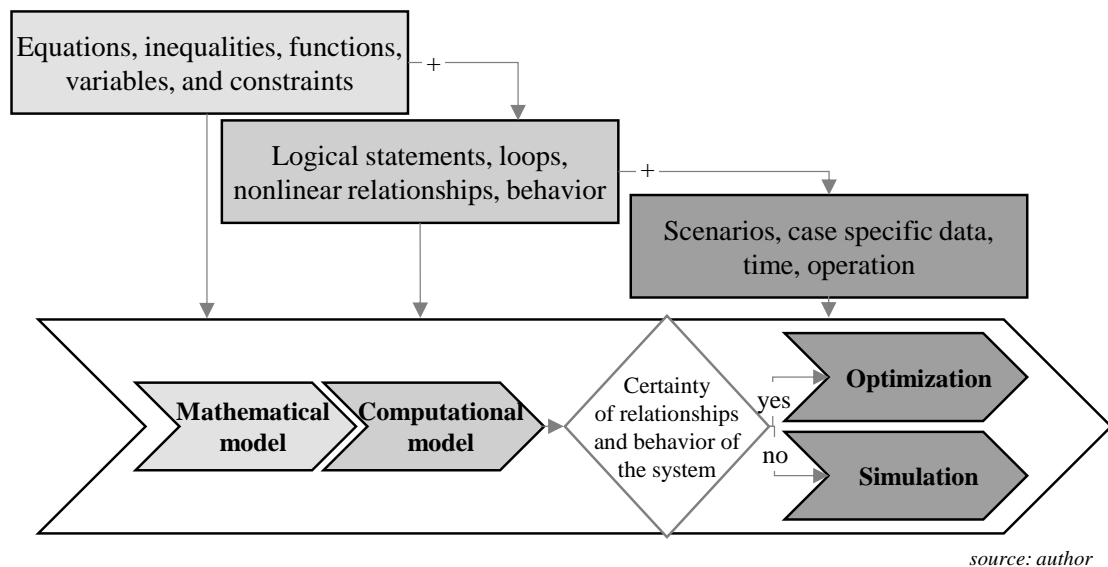 Equations, inequalities, functions,
variables, and constraints
+
Logical statements, loops,
nonlinear relationships, behavior
+
Scenarios, case specific data,
time, operation
Mathematical
model
Computational
model
Certainty
of relationships
and behavior of
the system
yes
no
Optimization
Simulation
source: author